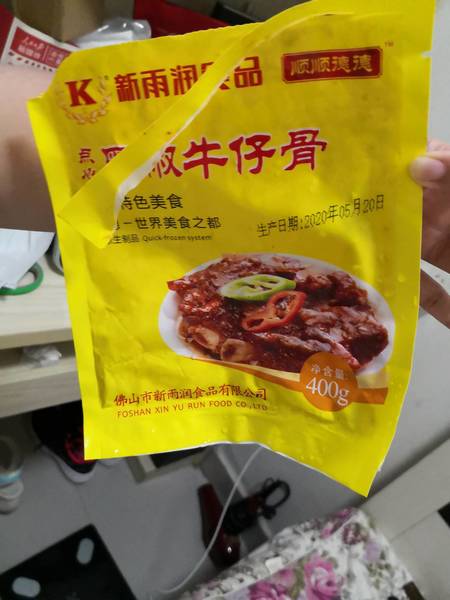 K 新雨润食品
顺顺德德™
椒牛仔骨
特色美食
世界美食之都
生制品 Quick-frozen system
生产日期:2020年05月20日
净含量:
400g
佛山市新雨润食品有限公司
FOSHAN XIN YU RUN FOOD CO.,LTD